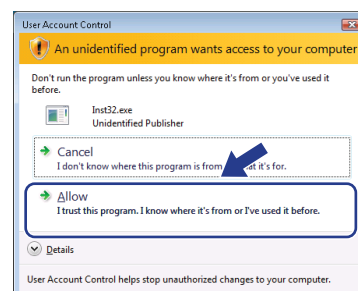 User Account Control
An unidentified program wants access to your computer
Don't run the program unless you know where it's from or you've used it
before.
Inst32.exe
Unidentified Publisher
Cancel
I don't know where this program is from at it's for.
Allow
I trust this program. I know where it's from or I've used it before.
Details
User Account Control helps stop unauthorized changes to your computer.